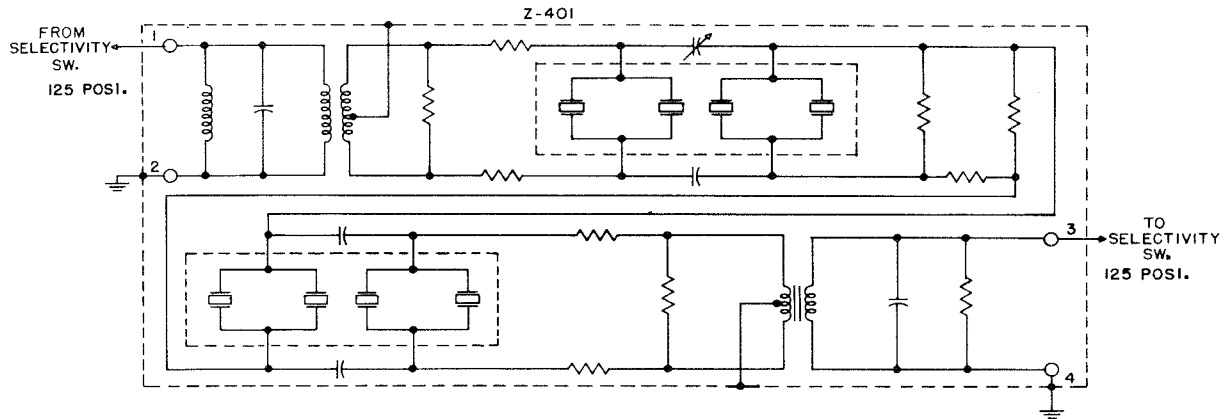 Z-401
FROM
SELECTIVITY
SW.
125 POSI.
1
2
3
TO
SELECTIVITY
SW.
125 POSI.
4